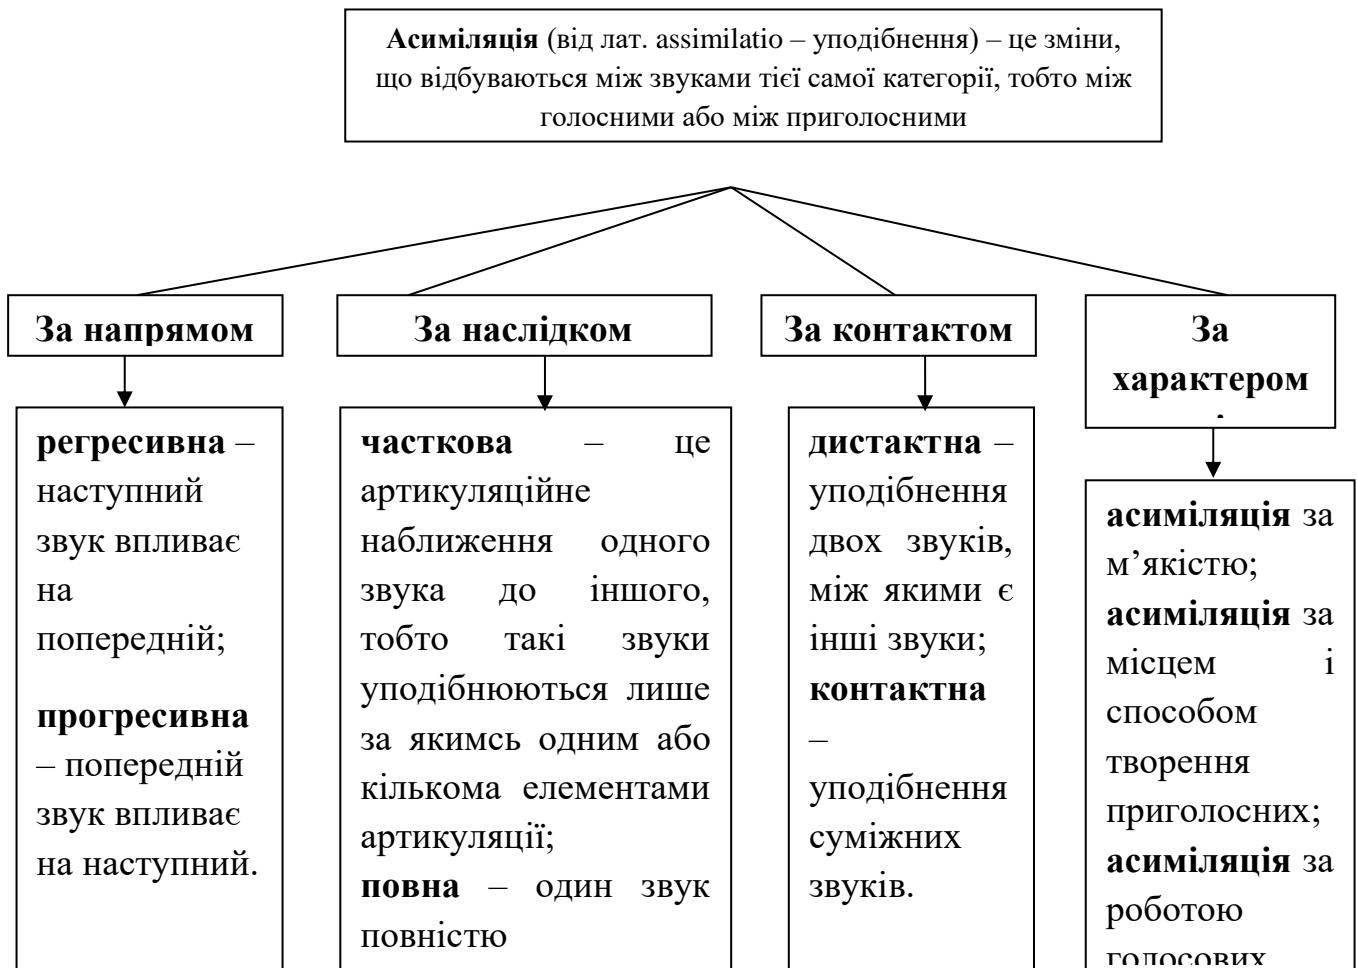 Асиміляція (від лат. assimilatio – уподібнення) – це зміни,
що відбуваються між звуками тієї самої категорії, тобто між
голосними або між приголосними
За напрямом
регресивна –
наступний
звук впливає
на
попередній;
прогресивна
– попередній
звук впливає
на наступний.
За наслідком
часткова – це
артикуляційне
наближення одного
звука до іншого,
тобто такі звуки
уподібнюються лише
за якимсь одним або
кількома елементами
артикуляції;
повна – один звук
повністю
За контактом
дистактна –
уподібнення
двох звуків,
між якими є
інші звуки;
контактна
–
уподібнення
суміжних
звуків.
За
характером
асиміляція за
м’якістю;
асиміляція за
місцем і
способом
творення
приголосних;
асиміляція за
роботою
голосових